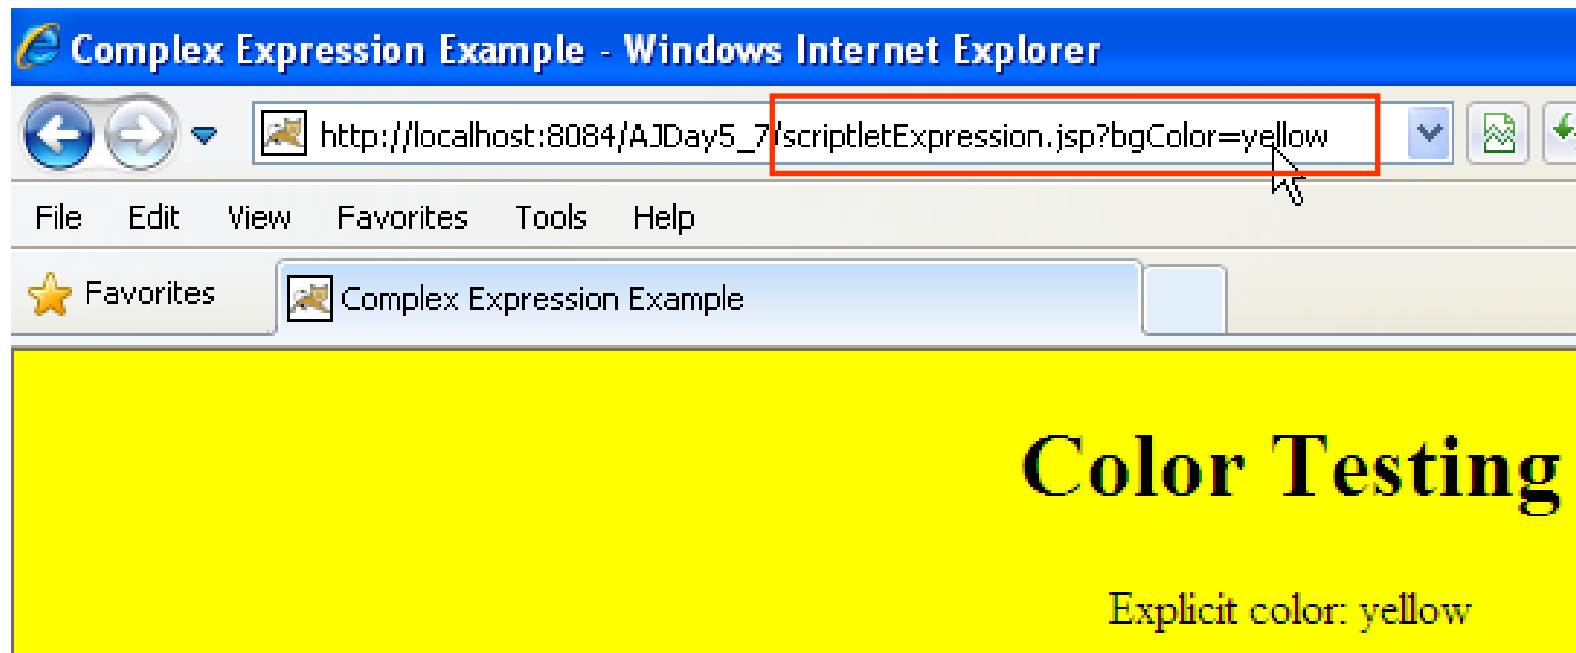 Complex Expression Example - Windows Internet Explorer
http://localhost:8084/AJDay5_7/scriptletExpression.jsp?bgColor=yellow
File Edit View Favorites Tools Help
Favorites Complex Expression Example
Color Testing
Explicit color: yellow